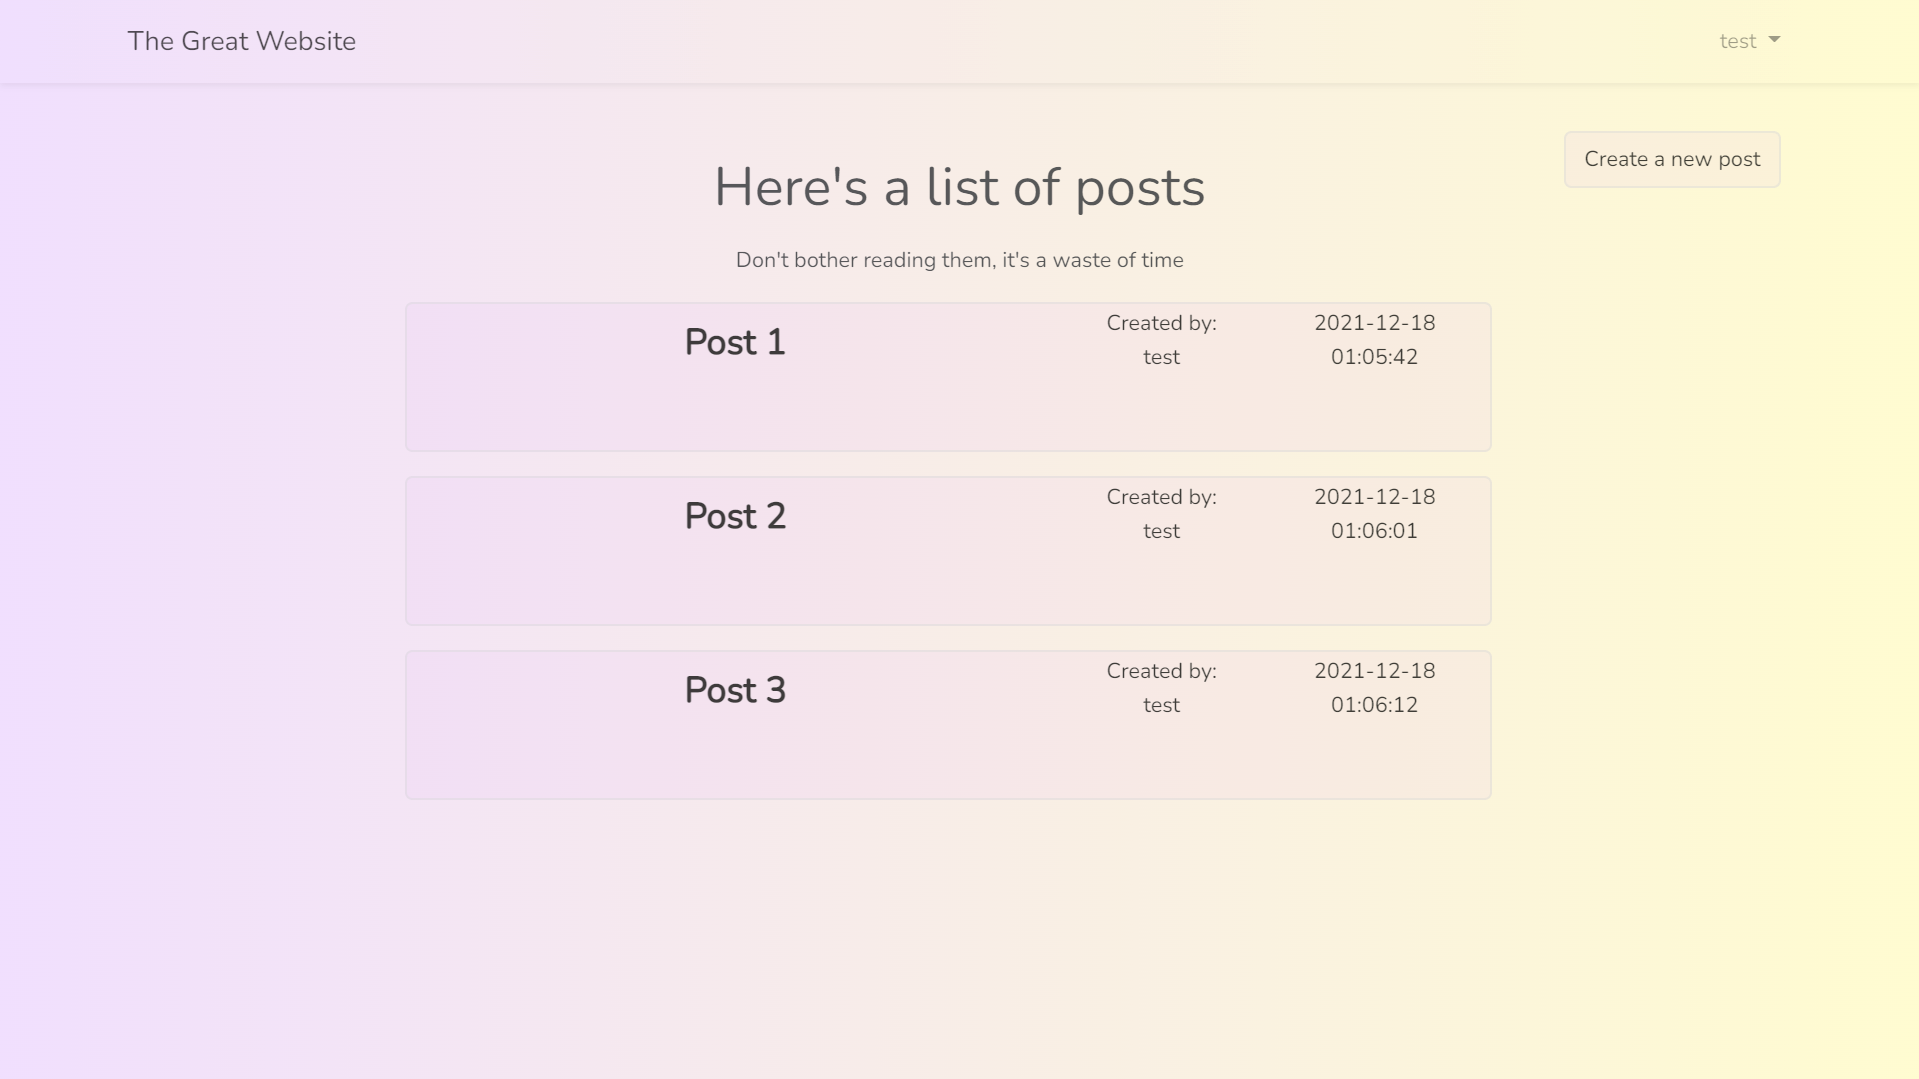 The Great Website
test
Create a new post
Here's a list of posts
Don't bother reading them, it's a waste of time
Post 1
Created by:
test
2021-12-18
01:05:42
Post 2
Created by:
test
2021-12-18
01:06:01
Post 3
Created by:
test
2021-12-18
01:06:12